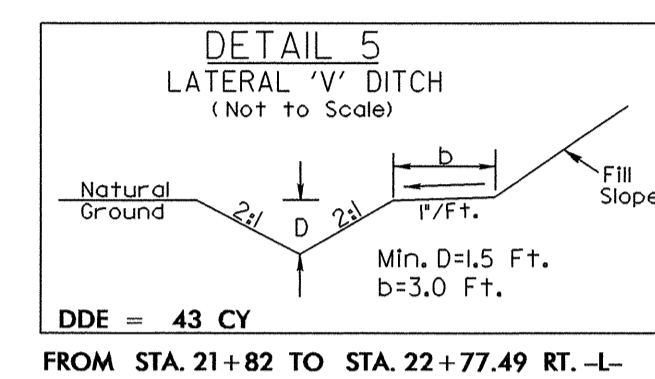 DETAIL 5
LATERAL 'V' DITCH
(Not to Scale)
b
Natural
Ground
2:1
D
2:1
1"/Ft.
Fill
Slope
Min. D=1.5 Ft.
b=3.0 Ft.
DDE = 43 CY
FROM STA. 21+82 TO STA. 22+77.49 RT. -L-